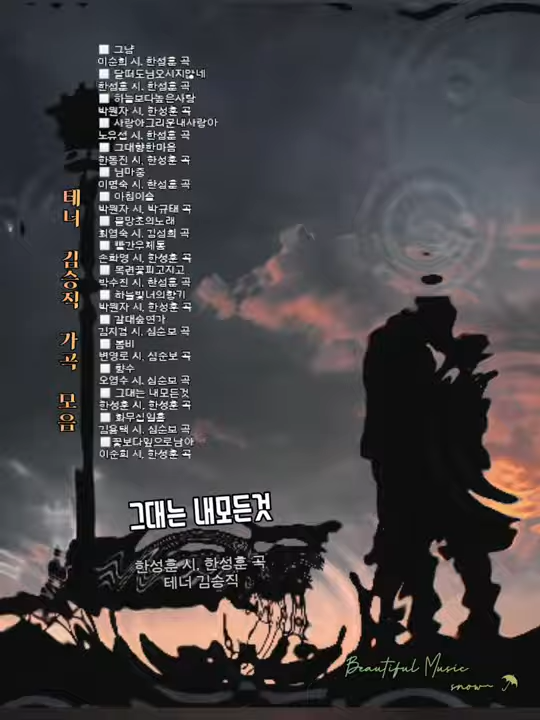 그냥
이순희 시, 한성훈 곡
달떠도님오시지않네
한성훈 시, 한성훈 곡
하늘보다높은사랑
박원자 시, 한성훈 곡
사랑아그리운내사랑아
노유섭 시, 한성훈 곡
그대향한마음
한동진 시, 한성훈 곡
님마중
이명숙 시, 한성훈 곡
아침이슬
박원자 시, 박규태 곡
물망초의노래
최영숙 시, 김성희 곡
빨간우체통
손화영 시, 한성훈 곡
목련꽃피고지고
박수진 시, 한성훈 곡
하늘빛너의향기
박원자 시, 한성훈 곡
갈대숲연가
김지겸 시, 심순보 곡
봄비
변영로 시, 심순보 곡
향수
오영수 시, 심순보 곡
그대는 내모든것
한성훈 시, 한성훈 곡
화무십일홍
김용택 시, 심순보 곡
꽃보다잎으로남아
이순희 시, 한성훈 곡
테너 김승직 가곡 모음
그대는 내모든것
한성훈 시, 한성훈 곡
테너 김승직
Beautiful Music
snow